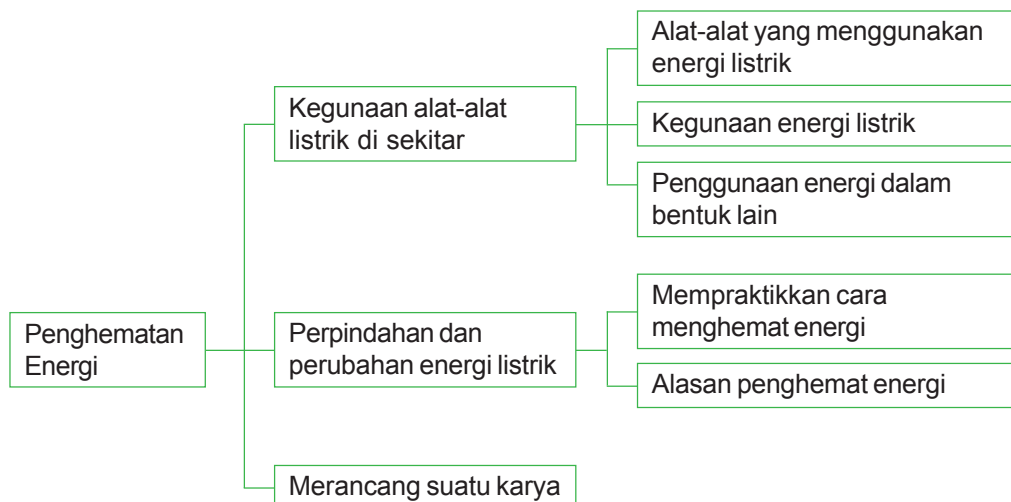 Penghematan
Energi
Kegunaan alat-alat
listrik di sekitar
Alat-alat yang menggunakan
energi listrik
Kegunaan energi listrik
Penggunaan energi dalam
bentuk lain
Perpindahan dan
perubahan energi listrik
Mempraktikkan cara
menghemat energi
Alasan penghemat energi
Merancang suatu karya